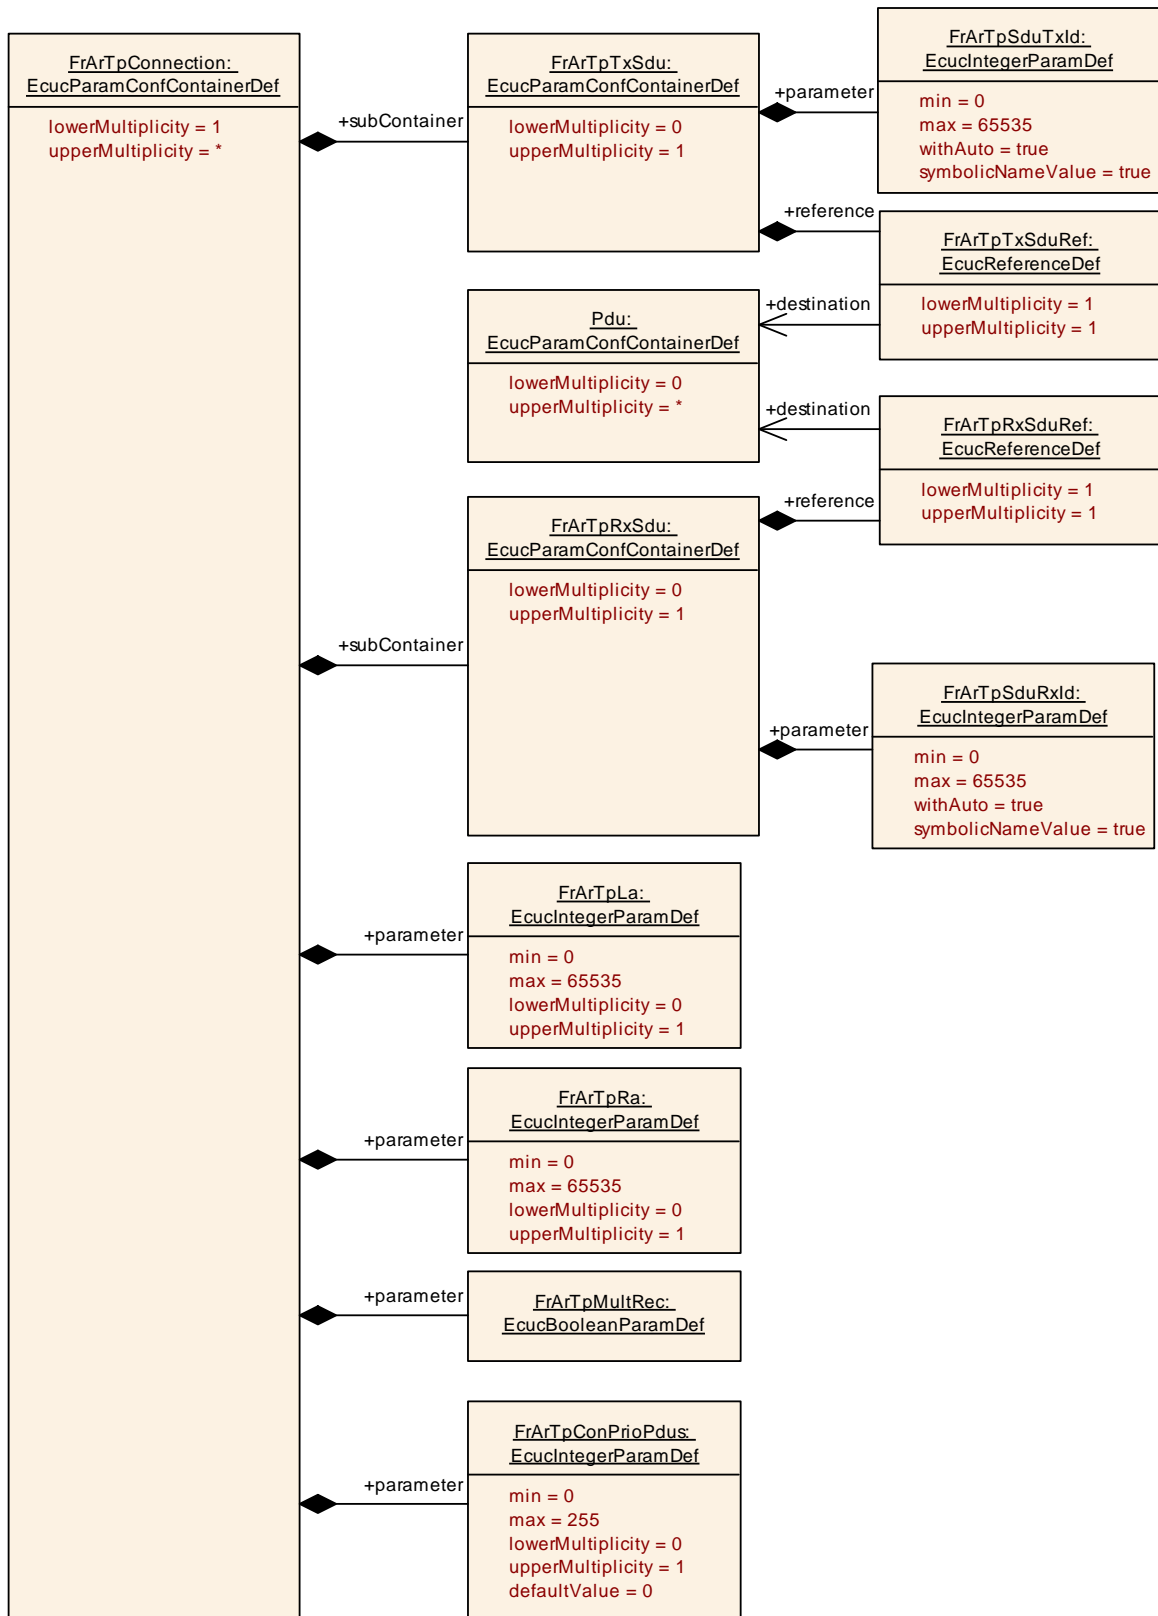 FrArTpConnection:
EcucParamConfContainerDef
lowerMultiplicity = 1
upperMultiplicity = *
+subContainer
FrArTpTxSdu:
EcucParamConfContainerDef
lowerMultiplicity = 0
upperMultiplicity = 1
+parameter
FrArTpSduTxId:
EcucIntegerParamDef
min = 0
max = 65535
withAuto = true
symbolicNameValue = true
+reference
FrArTpTxSduRef:
EcucReferenceDef
lowerMultiplicity = 1
upperMultiplicity = 1
+destination
Pdu:
EcucParamConfContainerDef
lowerMultiplicity = 0
upperMultiplicity = *
+destination
FrArTpRxSduRef:
EcucReferenceDef
lowerMultiplicity = 1
upperMultiplicity = 1
+reference
FrArTpRxSdu:
EcucParamConfContainerDef
lowerMultiplicity = 0
upperMultiplicity = 1
+subContainer
+parameter
FrArTpSduRxId:
EcucIntegerParamDef
min = 0
max = 65535
withAuto = true
symbolicNameValue = true
+parameter
FrArTpLa:
EcucIntegerParamDef
min = 0
max = 65535
lowerMultiplicity = 0
upperMultiplicity = 1
+parameter
FrArTpRa:
EcucIntegerParamDef
min = 0
max = 65535
lowerMultiplicity = 0
upperMultiplicity = 1
+parameter
FrArTpMultRec:
EcucBooleanParamDef
+parameter
FrArTpConPrioPdus:
EcucIntegerParamDef
min = 0
max = 255
lowerMultiplicity = 0
upperMultiplicity = 1
defaultValue = 0